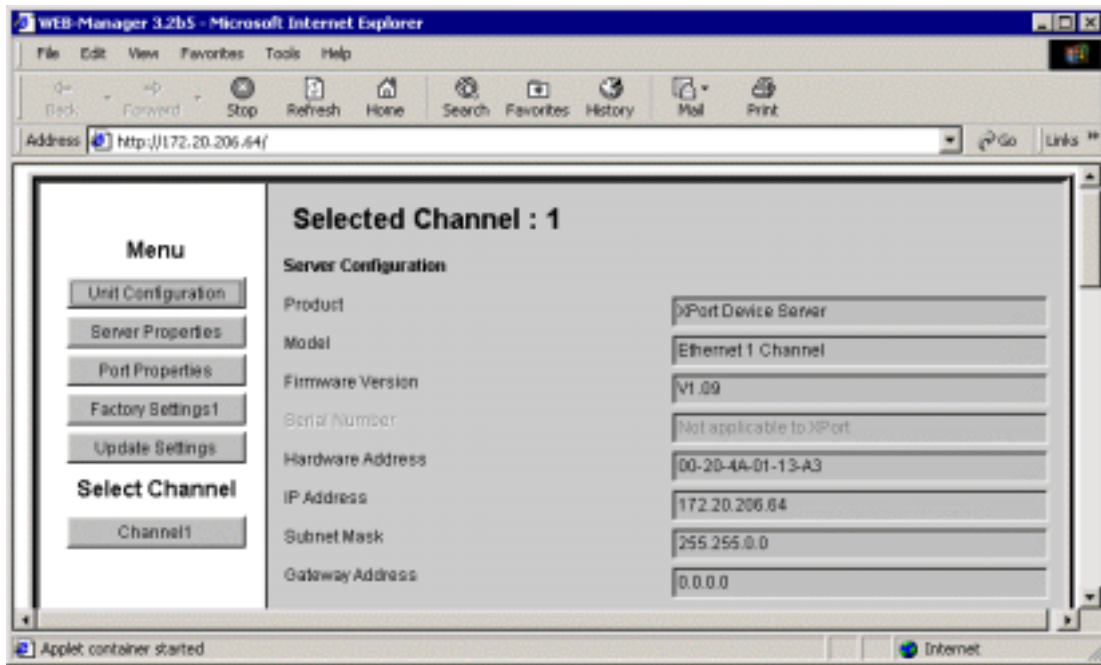 WEB-Manager 3.2b5 - Microsoft Internet Explorer
File Edit View Favorites Tools Help
Back Forward Stop Refresh Home Search Favorites History Mail Print
Address http://172.20.206.64/ Go Links »
Selected Channel : 1
Menu
Server Configuration
Unit Configuration
Product XPort Device Server
Server Properties
Model Ethernet 1 Channel
Port Properties
Firmware Version V1.09
Factory Settings1
Serial Number Not applicable to XPort
Update Settings
Hardware Address 00-20-4A-01-13-A3
Select Channel
IP Address 172.20.206.64
Channel1
Subnet Mask 255.255.0.0
Gateway Address 0.0.0.0
Applet container started Internet